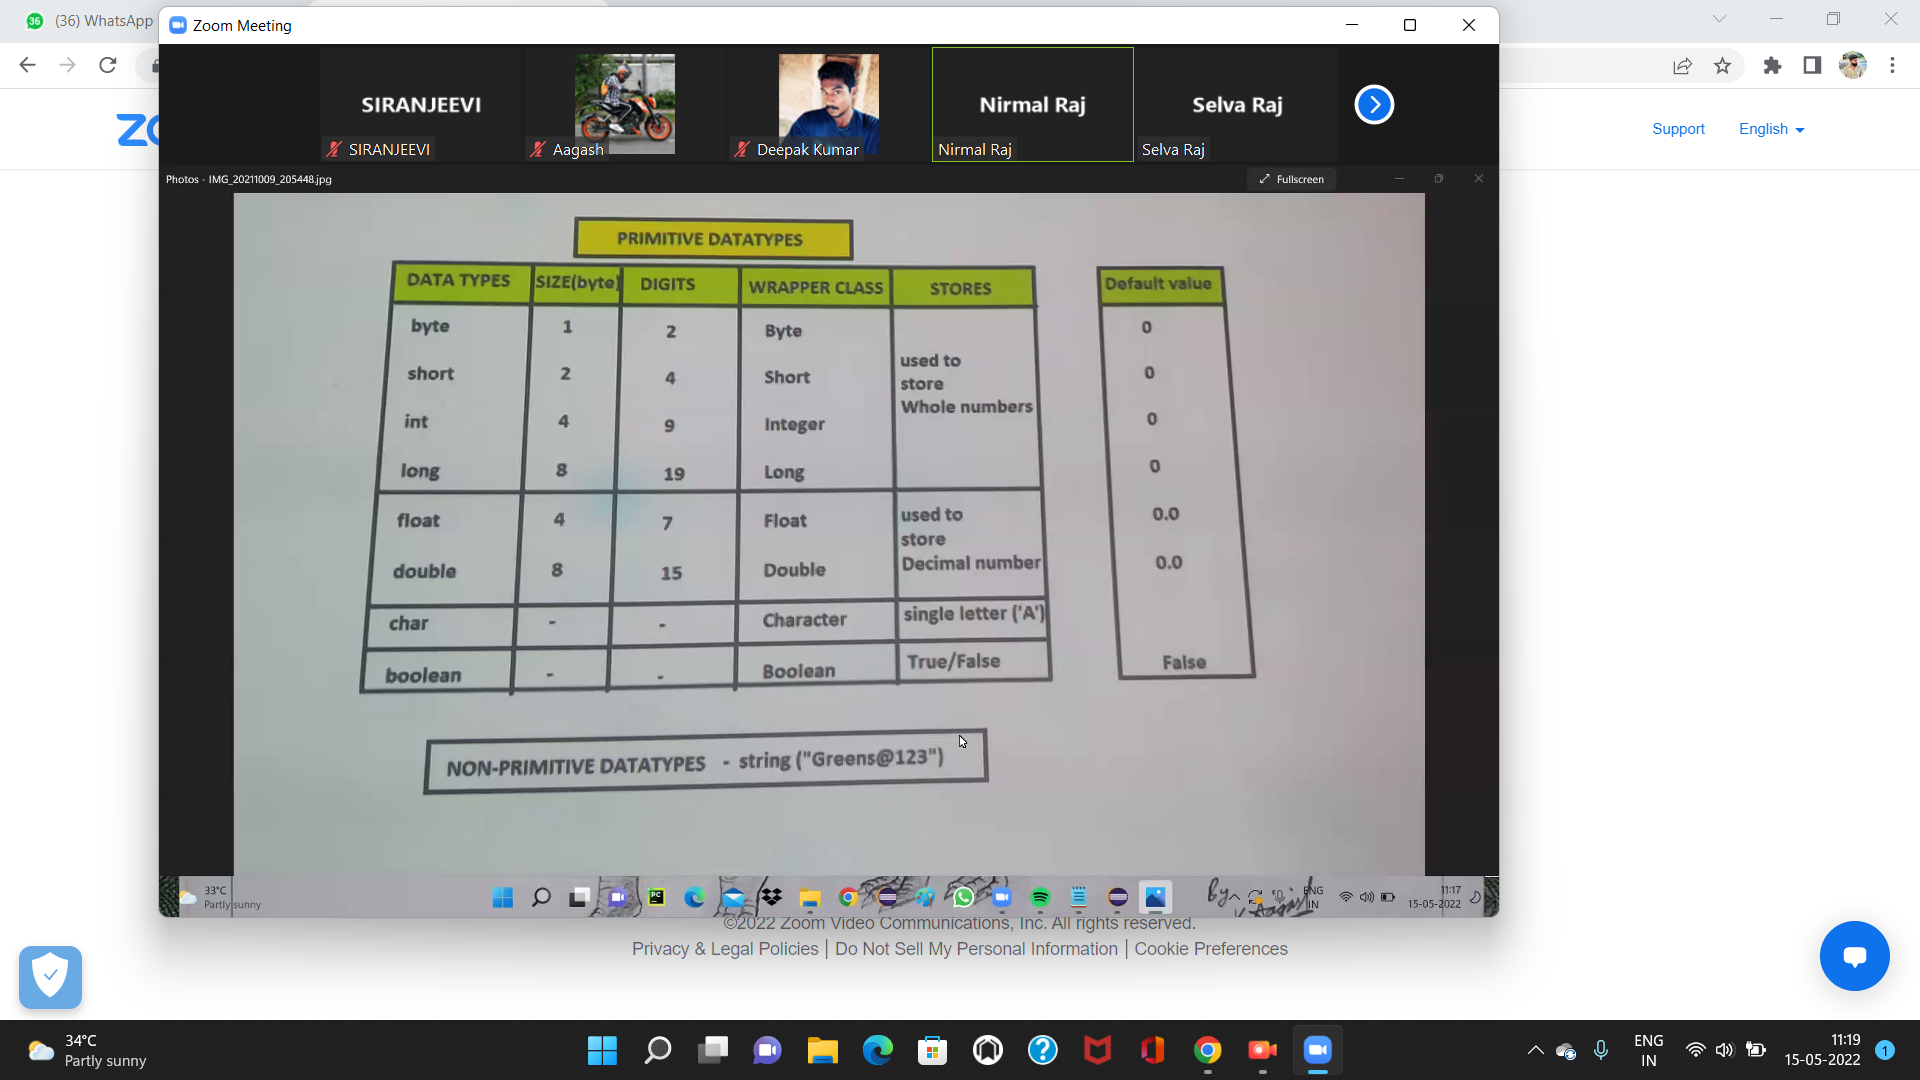 (36) WhatsApp
Zoom Meeting
SIRANJEEVI
Nirmal Raj
Selva Raj
SIRANJEEVI
Aagash
Deepak Kumar
Nirmal Raj
Selva Raj
Support
English
Photos - IMG_20211009_205448.jpg
Fullscreen
PRIMITIVE DATATYPES
DATA TYPES SIZE(byte) DIGITS WRAPPER CLASS STORES Default value
byte 1 2 Byte 0
short 2 4 Short 0
int 4 9 Integer 0
long 8 19 Long 0
used to
store
Whole numbers
float 4 7 Float 0.0
double 8 15 Double 0.0
used to
store
Decimal number
char - - Character single letter ('A')
boolean - - Boolean True/False False
NON-PRIMITIVE DATATYPES - string ("Greens@123")
33°C
Partly sunny
By
ENG
IN
11:17
15-05-2022
©2022 Zoom Video Communications, Inc. All rights reserved.
Privacy & Legal Policies | Do Not Sell My Personal Information | Cookie Preferences
34°C
Partly sunny
ENG
IN
11:19
15-05-2022
1